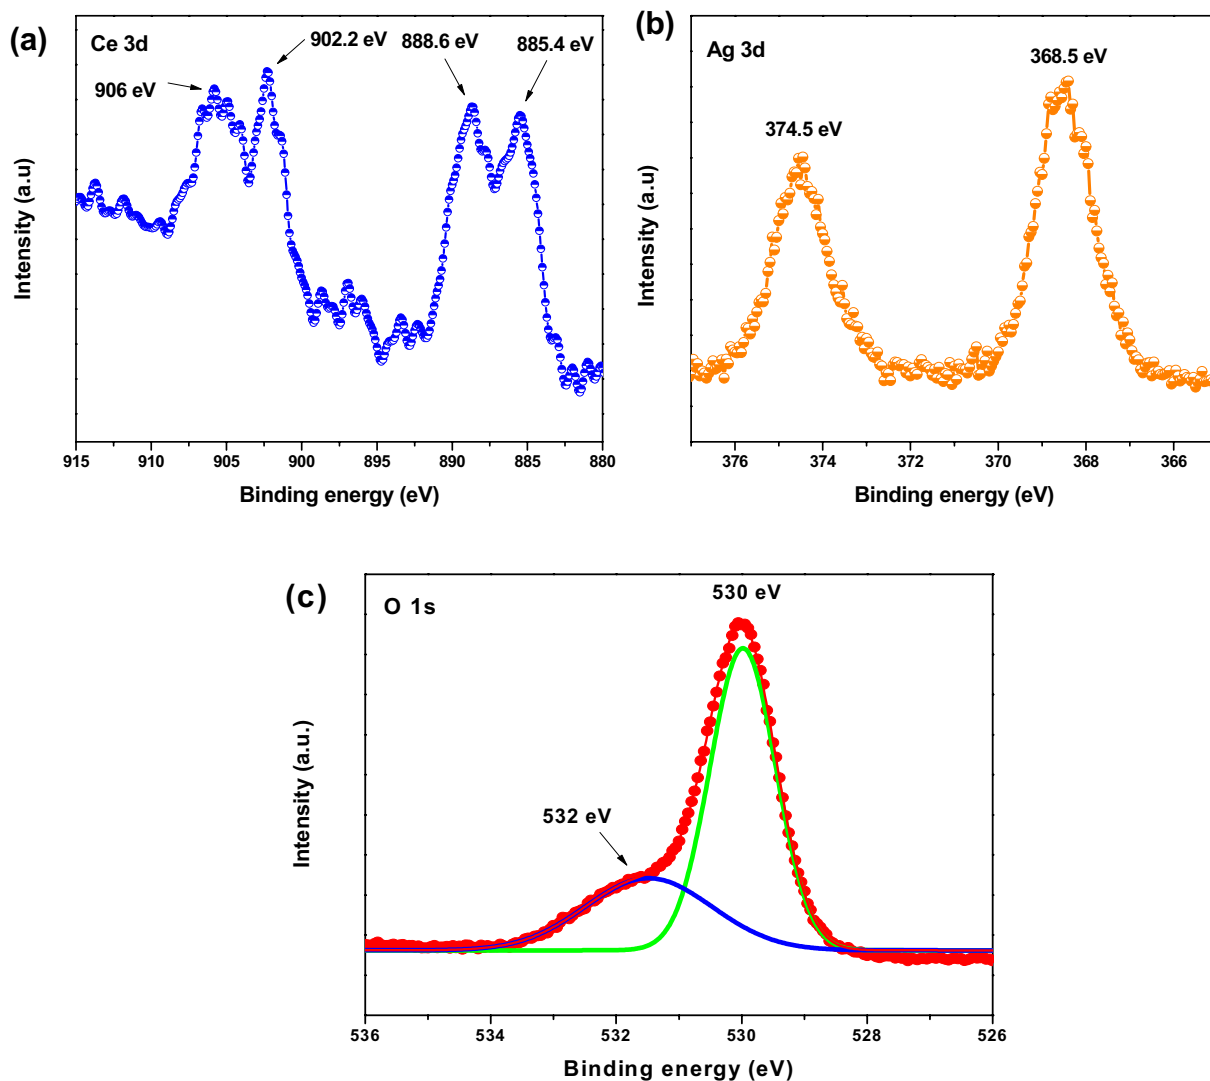 (a)
Ce 3d
906 eV
902.2 eV
888.6 eV
885.4 eV
Intensity (a.u)
915 910 905 900 895 890 885 880
Binding energy (eV)
(b)
Ag 3d
374.5 eV
368.5 eV
Intensity (a.u)
376 374 372 370 368 366
Binding energy (eV)
(c)
O 1s
530 eV
532 eV
Intensity (a.u.)
536 534 532 530 528 526
Binding energy (eV)